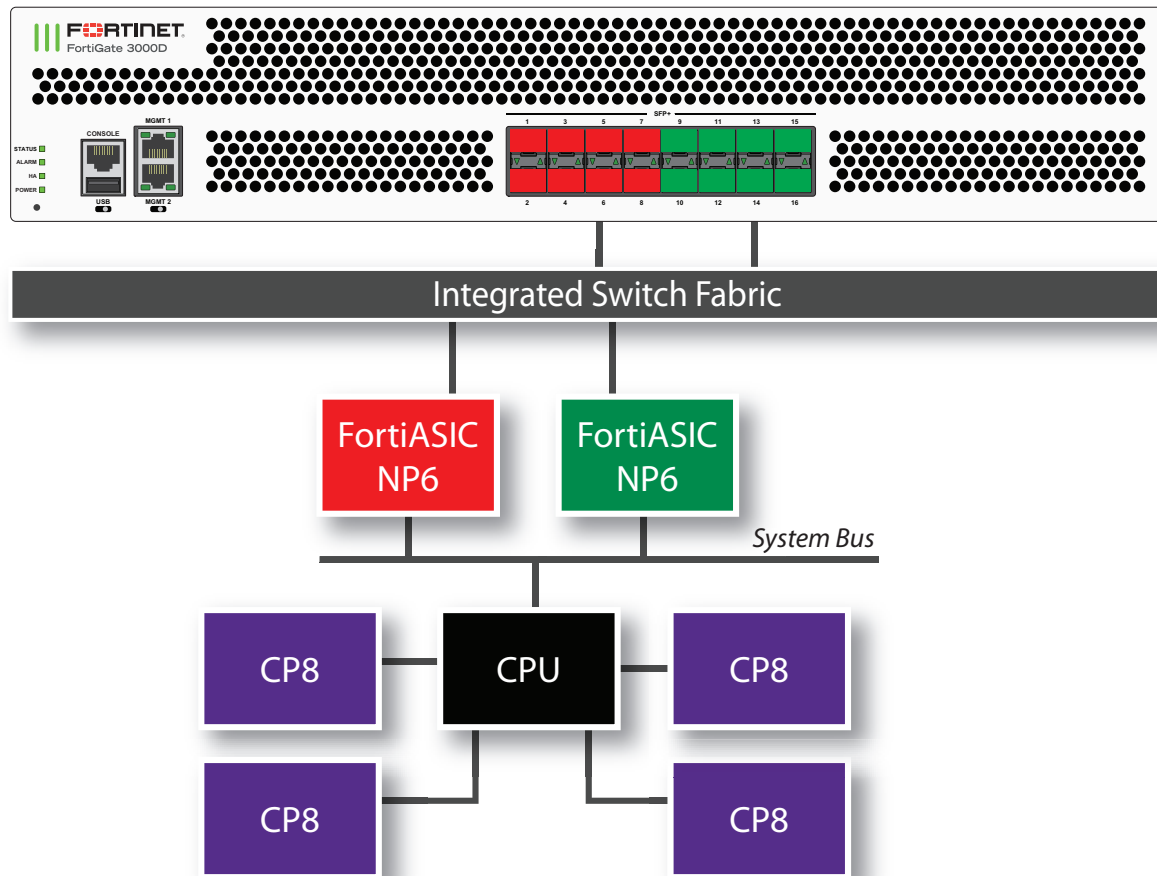 FORTINET
FortiGate 3000D
SFP+
MGMT 1
1 3 5 7 9 11 13 15
CONSOLE
STATUS
ALARM
HA
POWER
USB
MGMT 2
2 4 6 8 10 12 14 16
Integrated Switch Fabric
FortiASIC
NP6
FortiASIC
NP6
System Bus
CP8
CPU
CP8
CP8
CP8